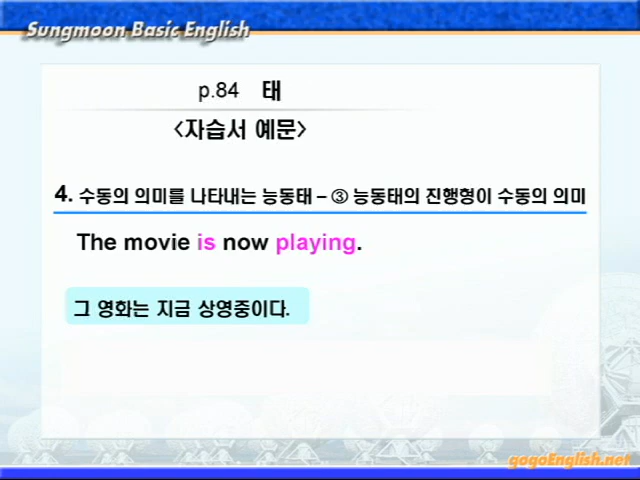 Sungmoon Basic English
p.84 태
<자습서 예문>
4. 수동의 의미를 나타내는 능동태 – ③ 능동태의 진행형이 수동의 의미
The movie is now playing.
그 영화는 지금 상영중이다.
gogoEnglish.net